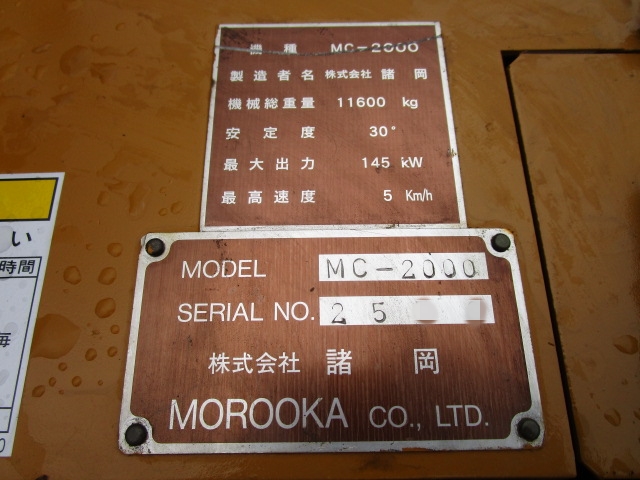 機種 MC-2000
製造者名 株式会社 諸岡
機械総重量 11600 kg
安定度 30°
最大出力 145 kW
最高速度 5 Km/h
い
時間
毎
MODEL MC-2000
SERIAL NO. 25
株式会社 諸岡
MOROOKA CO., LTD.